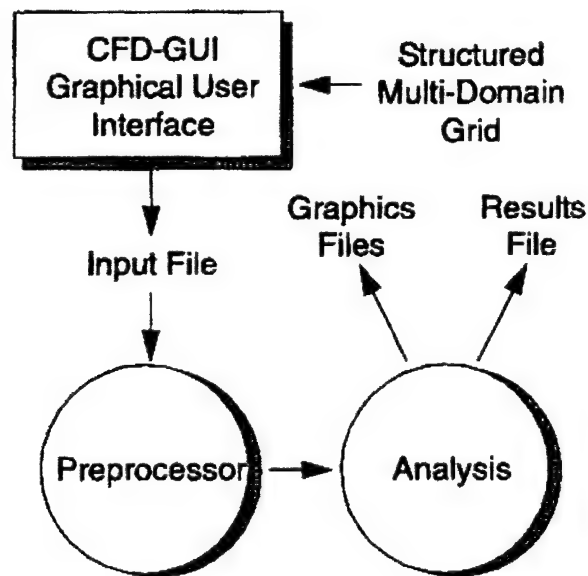 CFD-GUI
Graphical User
Interface
Structured
Multi-Domain
Grid
Input File
Graphics
Files
Results
File
Preprocessor
Analysis